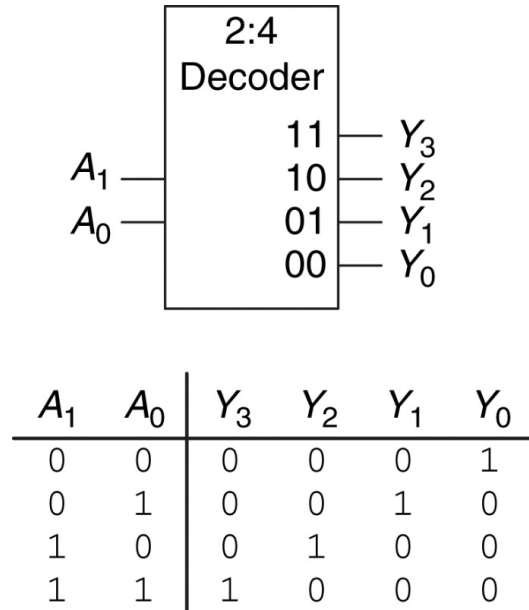 2:4
Decoder
11 Y₃
A₁ 10 Y₂
A₀ 01 Y₁
00 Y₀
A₁ A₀ Y₃ Y₂ Y₁ Y₀
0 0 0 0 0 1
0 1 0 0 1 0
1 0 0 1 0 0
1 1 1 0 0 0